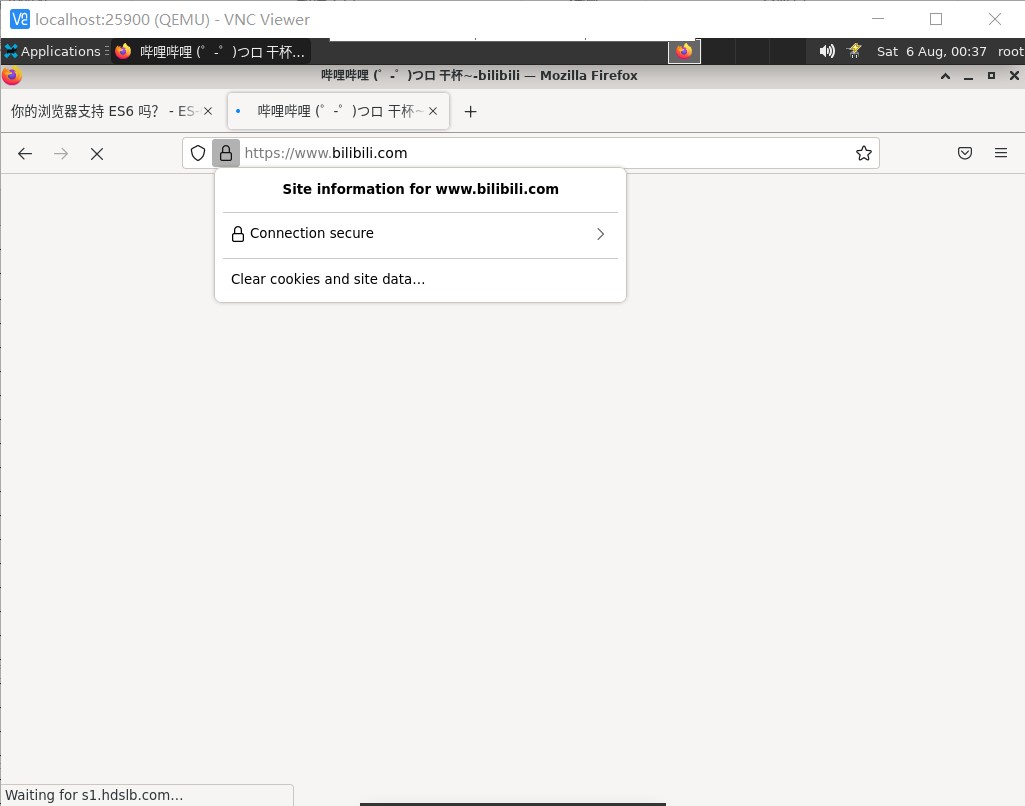 localhost:25900 (QEMU) - VNC Viewer
Applications 哔哩哔哩 (゜-゜)つロ 干杯... Sat 6 Aug, 00:37 root
哔哩哔哩 (゜-゜)つロ 干杯~-bilibili — Mozilla Firefox
你的浏览器支持 ES6 吗? - ES- 哔哩哔哩 (゜-゜)つロ 干杯~
https://www.bilibili.com
Site information for www.bilibili.com
Connection secure
Clear cookies and site data...
Waiting for s1.hdslb.com...